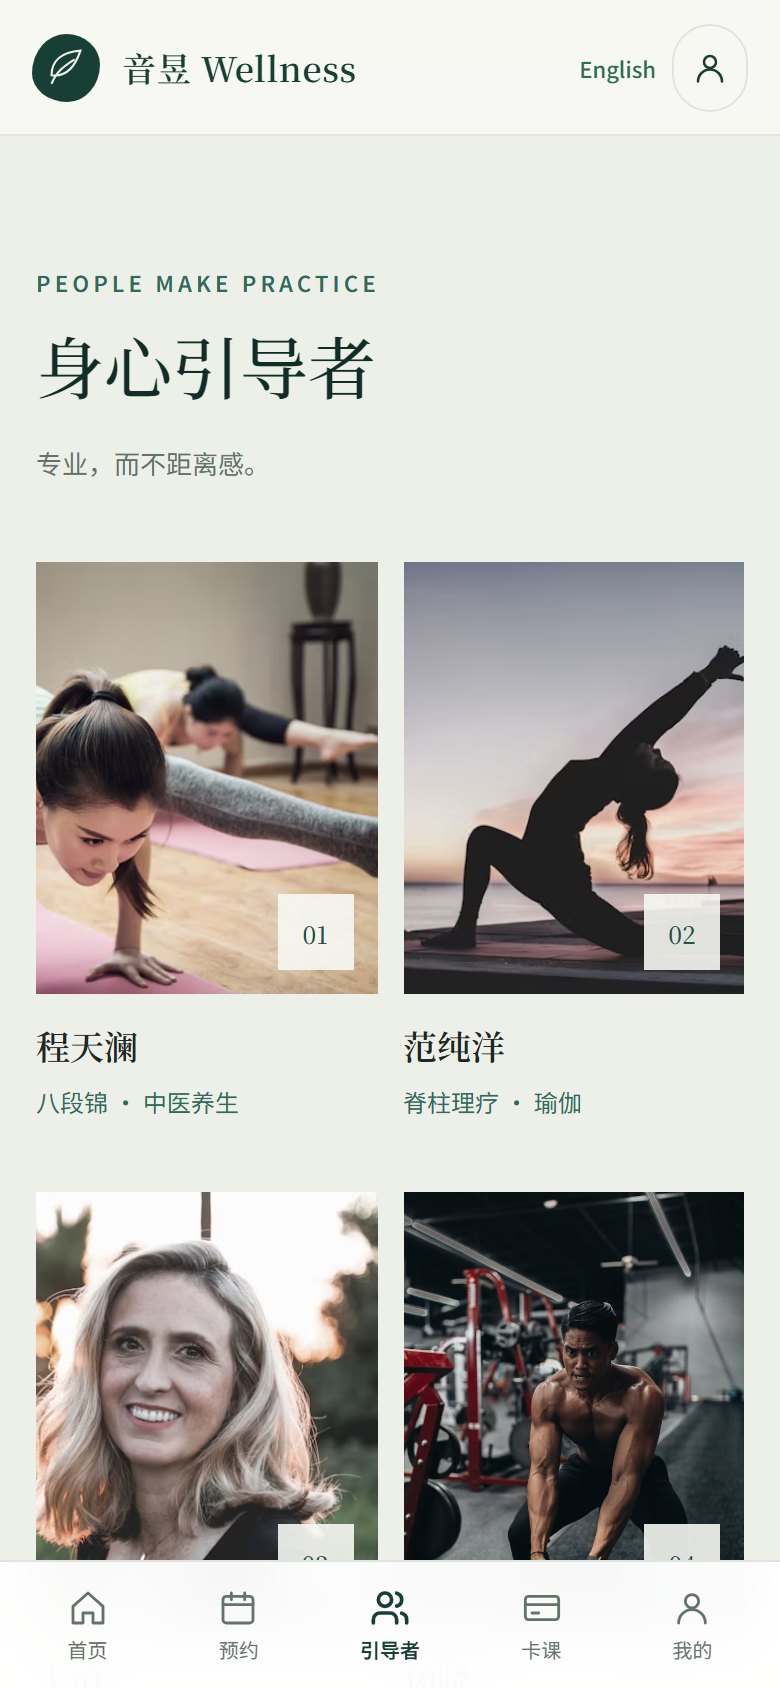 音昱 Wellness
English
PEOPLE MAKE PRACTICE
身心引导者
专业，而不距离感。
01
02
程天澜
范纯洋
八段锦 · 中医养生
脊柱理疗 · 瑜伽
首页
预约
引导者
卡课
我的